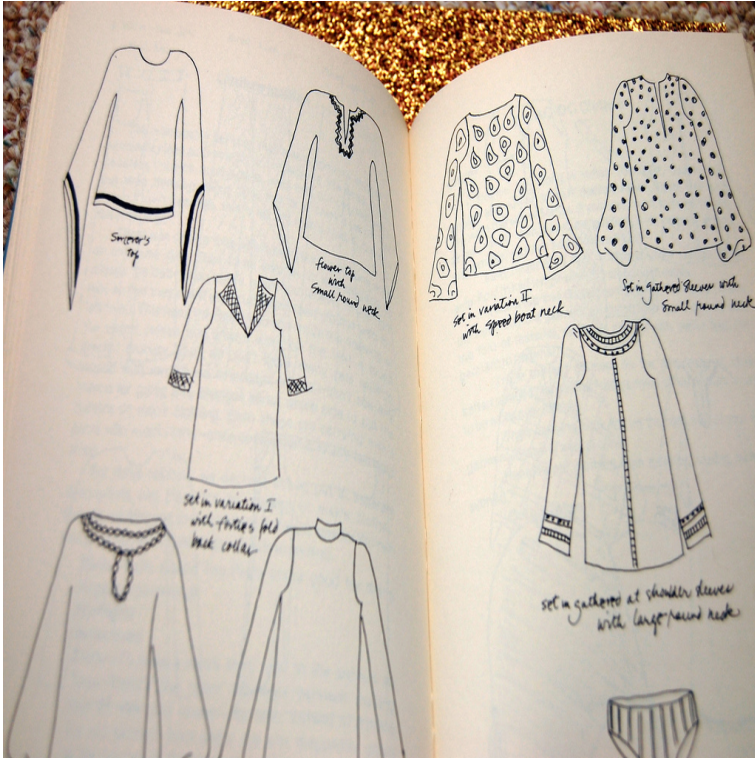 Sorcerer's
top
flower top
with
small round neck
set in variation I
with forties fold
back collar
set in variation II
with speed boat neck
set in gathered sleeves with
small round neck
set in gathered at shoulder sleeves
with large round neck